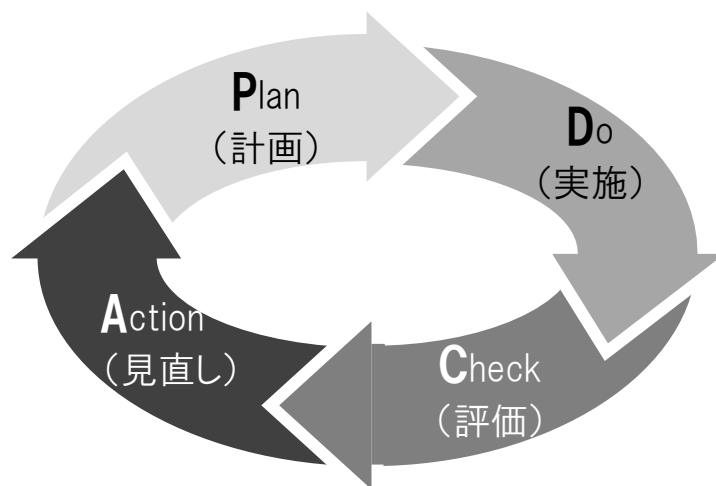 Plan
（計画）
Do
（実施）
Check
（評価）
Action
（見直し）